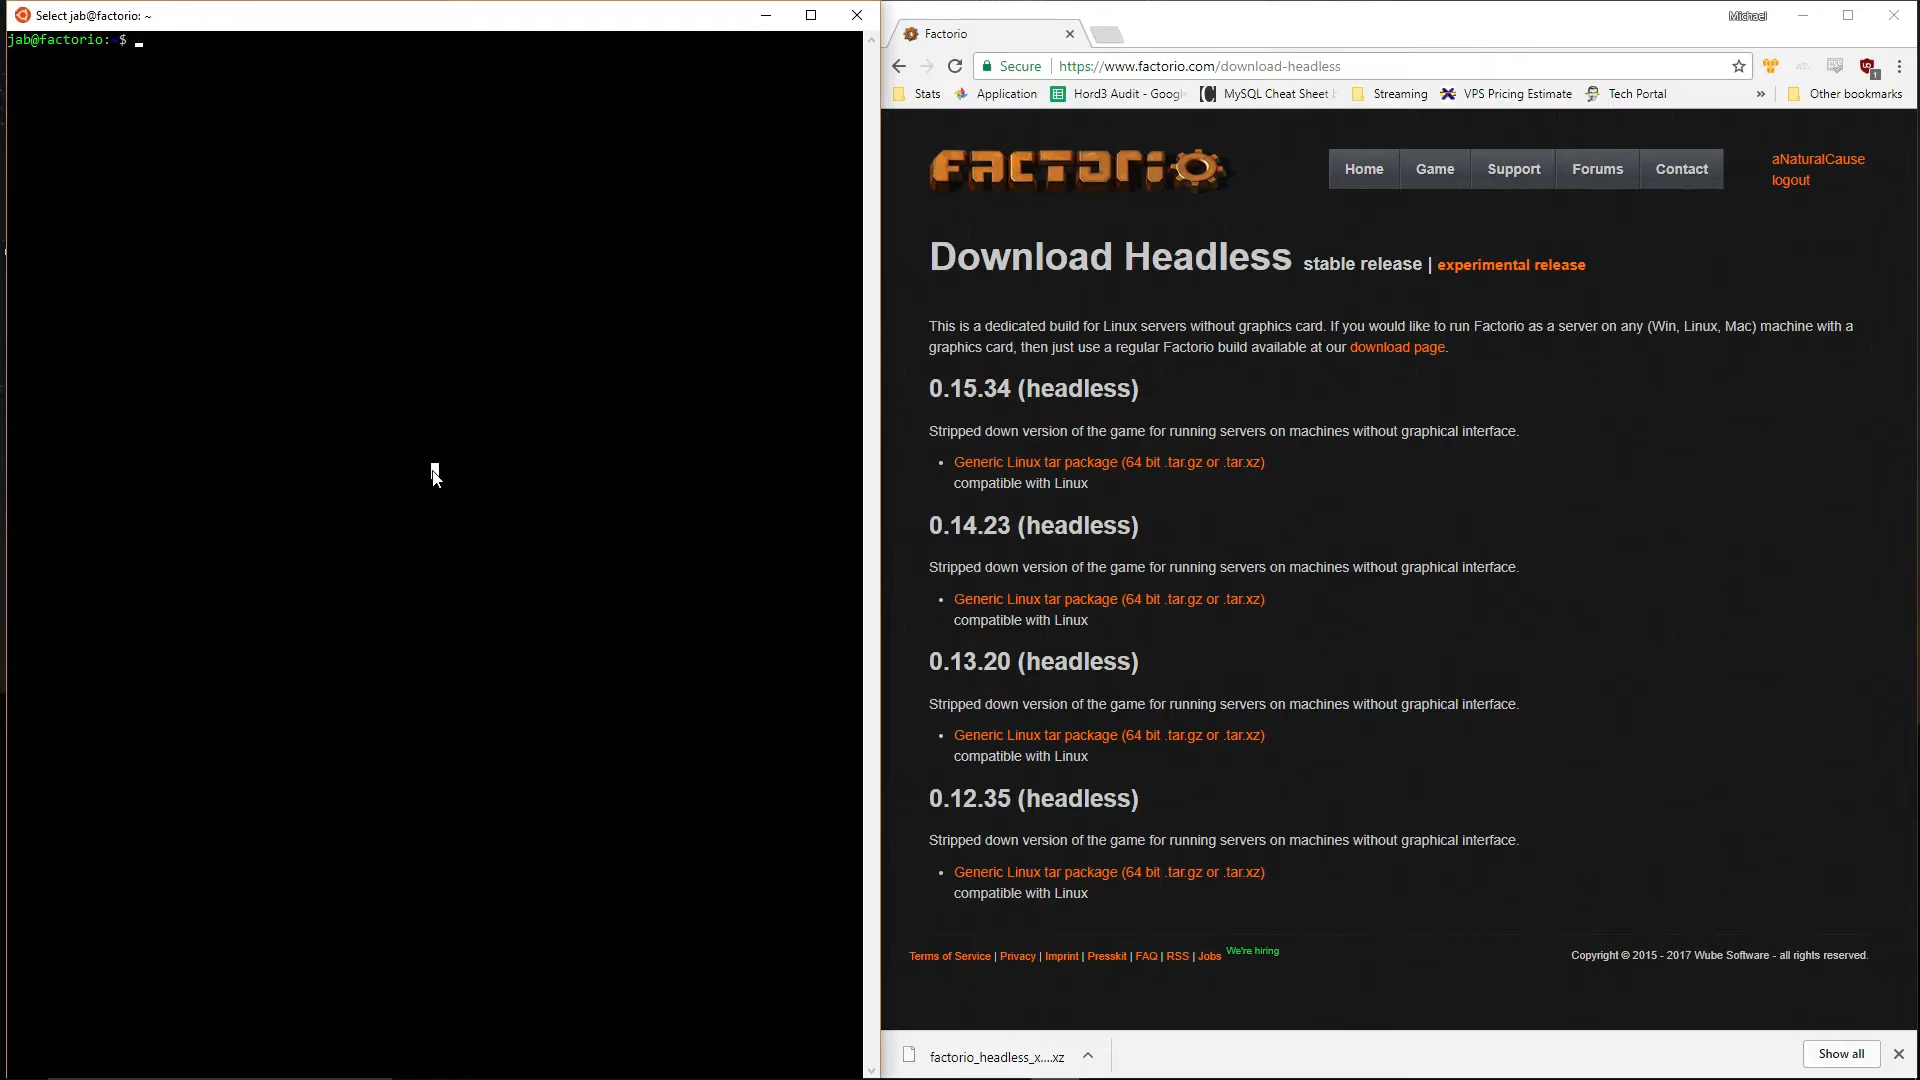 Select jab@factorio: ~
jab@factorio:~$
Michael
Factorio
Secure
https://www.factorio.com/download-headless
Stats
Application
Hord3 Audit - Googl
MySQL Cheat Sheet
Streaming
VPS Pricing Estimate
Tech Portal
»
Other bookmarks
FACTORIO
Home
Game
Support
Forums
Contact
aNaturalCause
logout
Download Headless stable release | experimental release
This is a dedicated build for Linux servers without graphics card. If you would like to run Factorio as a server on any (Win, Linux, Mac) machine with a
graphics card, then just use a regular Factorio build available at our download page.
0.15.34 (headless)
Stripped down version of the game for running servers on machines without graphical interface.
• Generic Linux tar package (64 bit .tar.gz or .tar.xz)
compatible with Linux
0.14.23 (headless)
Stripped down version of the game for running servers on machines without graphical interface.
• Generic Linux tar package (64 bit .tar.gz or .tar.xz)
compatible with Linux
0.13.20 (headless)
Stripped down version of the game for running servers on machines without graphical interface.
• Generic Linux tar package (64 bit .tar.gz or .tar.xz)
compatible with Linux
0.12.35 (headless)
Stripped down version of the game for running servers on machines without graphical interface.
• Generic Linux tar package (64 bit .tar.gz or .tar.xz)
compatible with Linux
Terms of Service | Privacy | Imprint | Presskit | FAQ | RSS | Jobs We're hiring
Copyright © 2015 - 2017 Wube Software - all rights reserved.
factorio_headless_x....xz
Show all